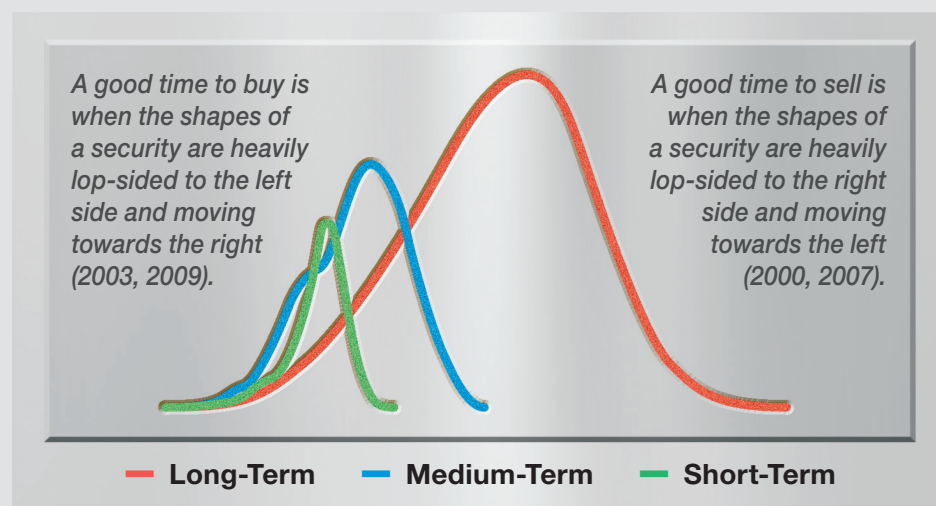 A good time to buy is
when the shapes of
a security are heavily
lop-sided to the left
side and moving
towards the right
(2003, 2009).
A good time to sell is
when the shapes of
a security are heavily
lop-sided to the right
side and moving
towards the left
(2000, 2007).
Long-Term Medium-Term Short-Term